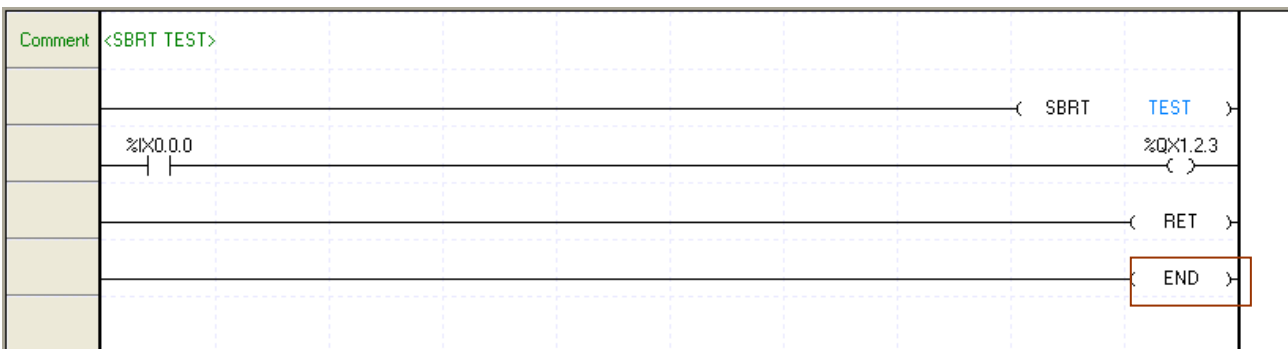 Comment <SBRT TEST>
SBRT TEST
%IX0.0.0 %QX1.2.3
RET
END